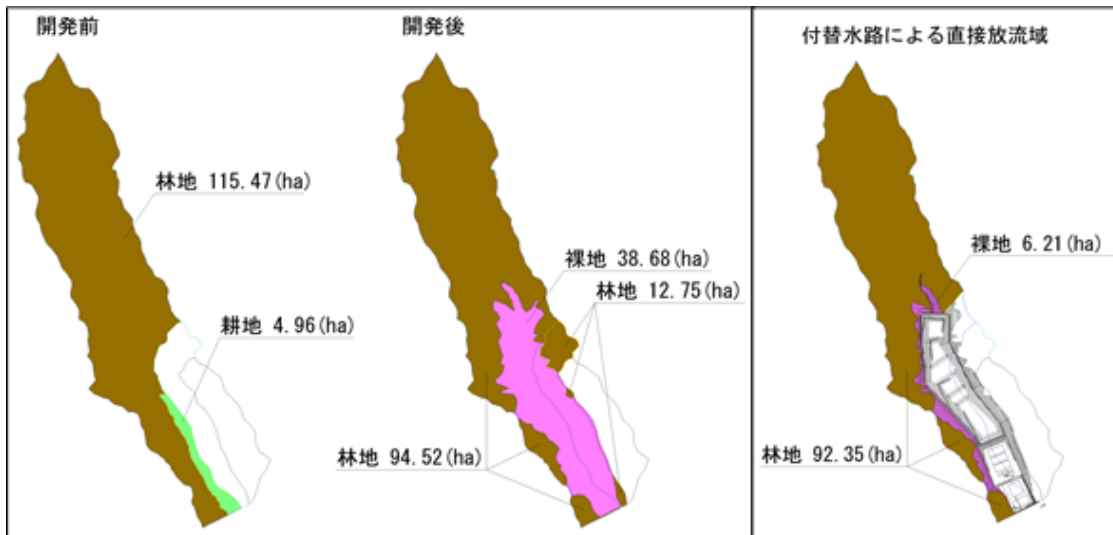 開発前
林地 115.47(ha)
耕地 4.96(ha)
開発後
裸地 38.68(ha)
林地 12.75(ha)
林地 94.52(ha)
付替水路による直接放流域
裸地 6.21(ha)
林地 92.35(ha)